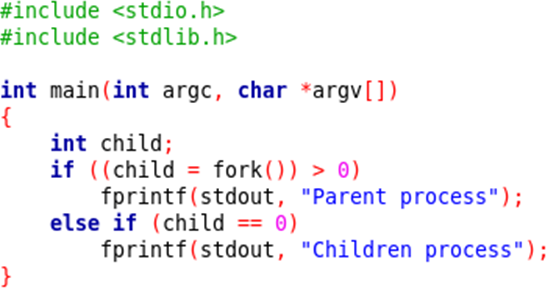 #include <stdio.h>
#include <stdlib.h>

int main(int argc, char *argv[])
{
    int child;
    if ((child = fork()) > 0)
        fprintf(stdout, "Parent process");
    else if (child == 0)
        fprintf(stdout, "Children process");
}